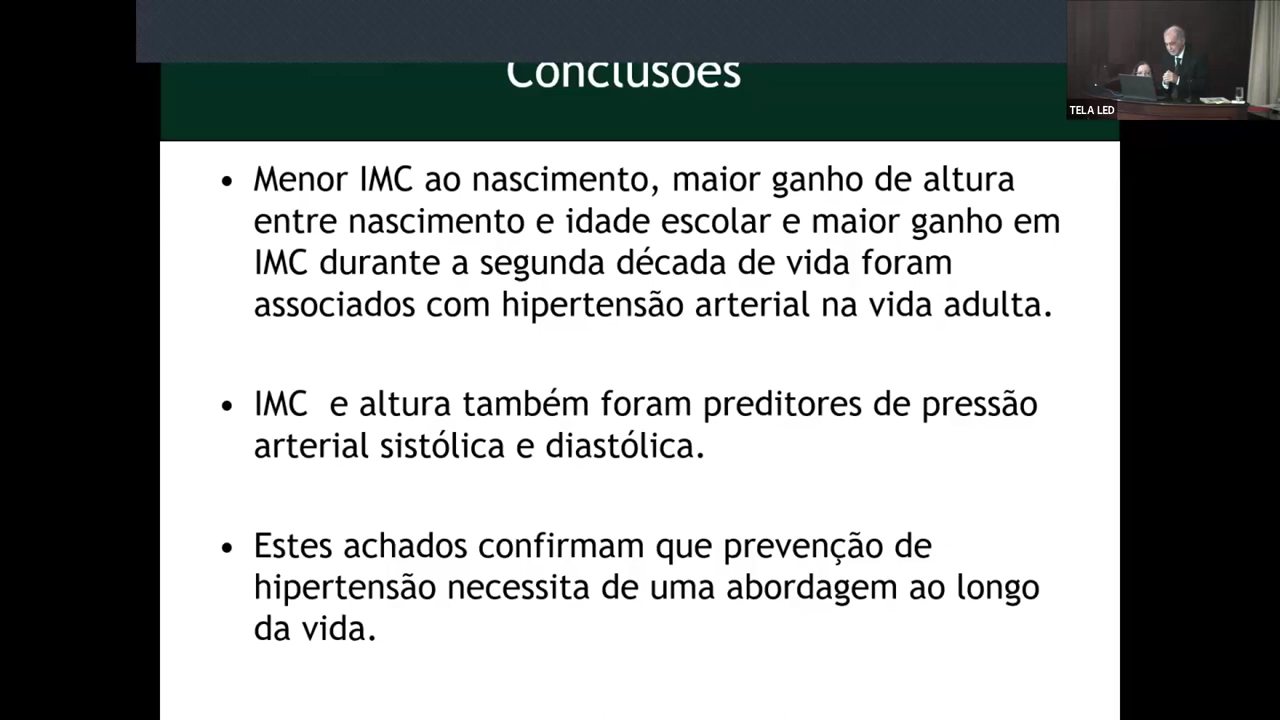 Conclusões
TELA LED
• Menor IMC ao nascimento, maior ganho de altura
entre nascimento e idade escolar e maior ganho em
IMC durante a segunda década de vida foram
associados com hipertensão arterial na vida adulta.
• IMC  e altura também foram preditores de pressão
arterial sistólica e diastólica.
• Estes achados confirmam que prevenção de
hipertensão necessita de uma abordagem ao longo
da vida.